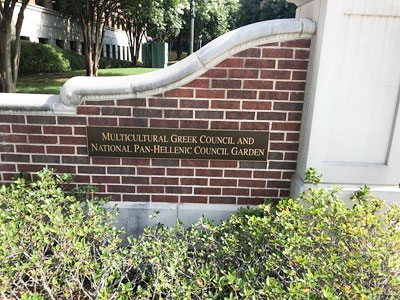 Multicultural Greek Council and
National Pan-Hellenic Council Garden